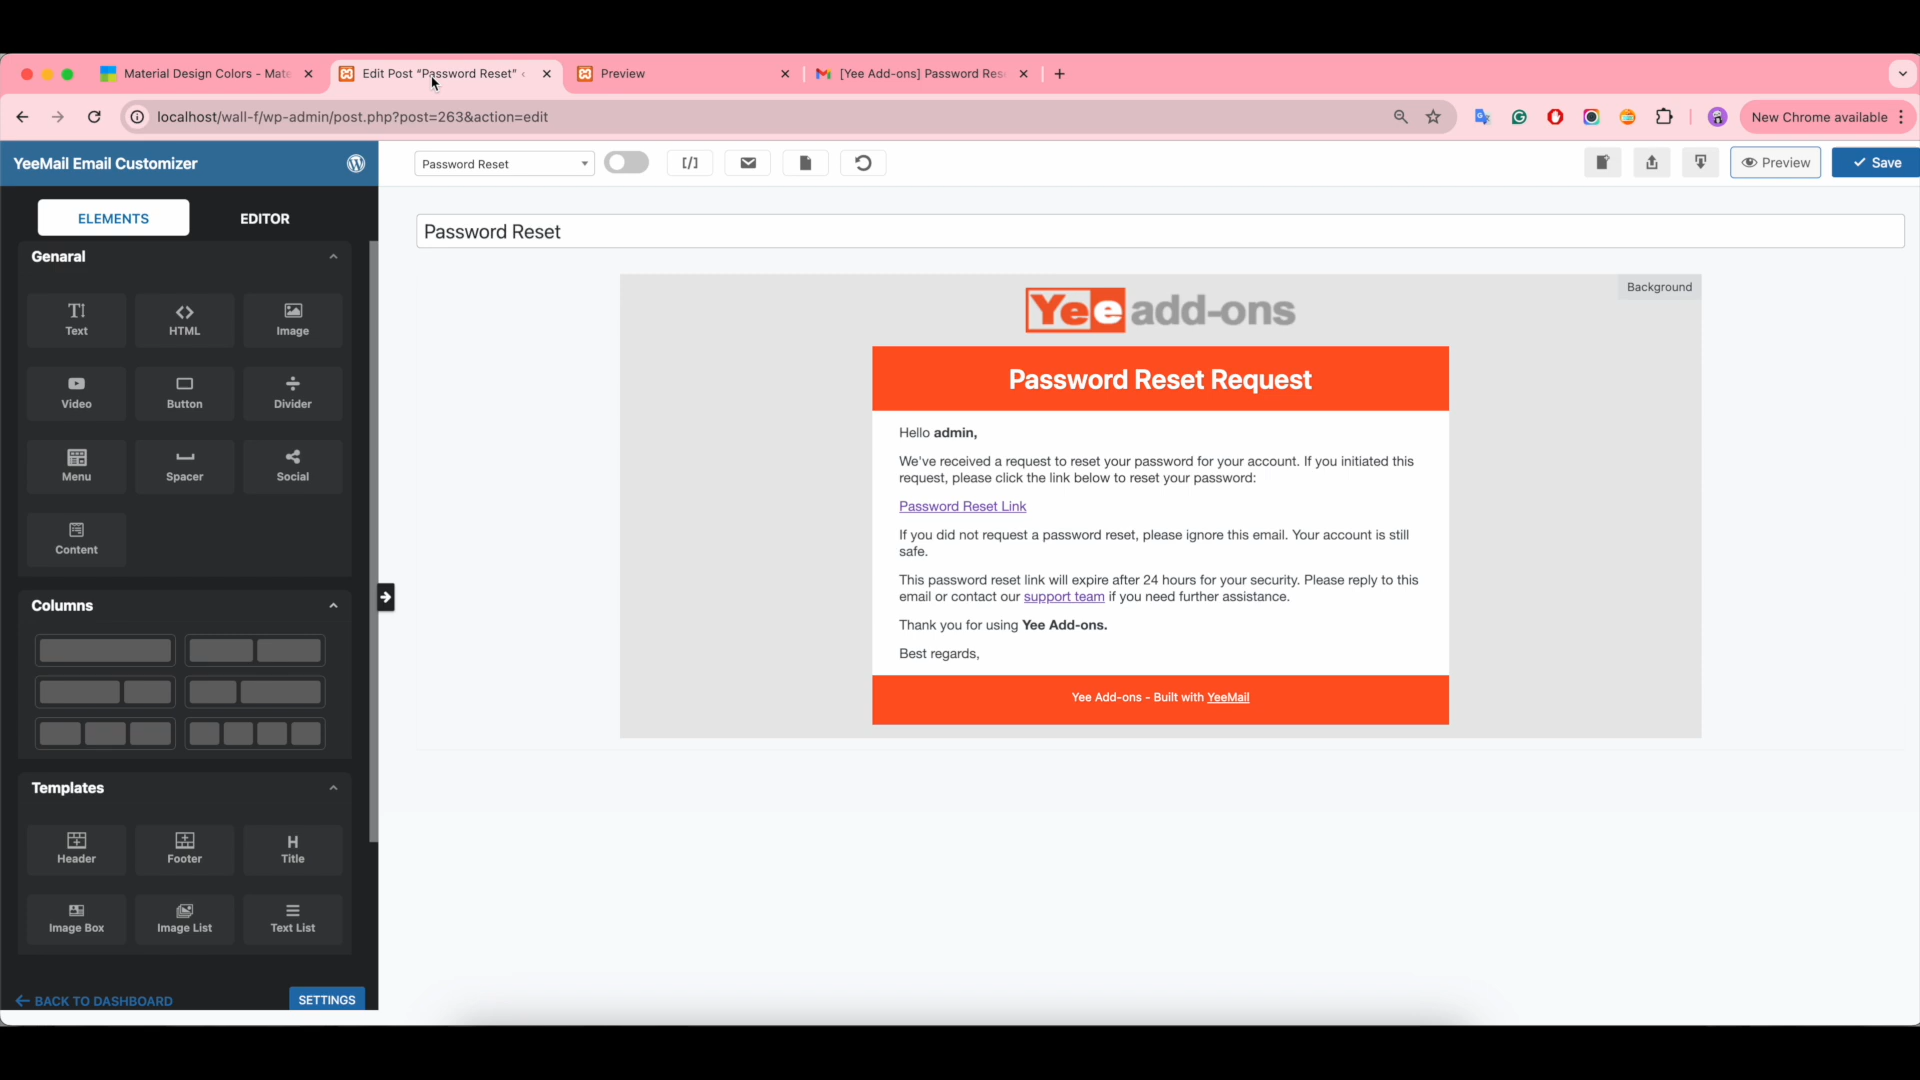 Material Design Colors - Mate
Edit Post “Password Reset” ‹
Preview
[Yee Add-ons] Password Res
localhost/wall-f/wp-admin/post.php?post=263&action=edit
New Chrome available
YeeMail Email Customizer
Password Reset
[/]
Preview
Save
ELEMENTS
EDITOR
Genaral
Text
HTML
Image
Video
Button
Divider
Menu
Spacer
Social
Content
Columns
Templates
Header
Footer
H
Title
Image Box
Image List
Text List
BACK TO DASHBOARD
SETTINGS
Password Reset
Background
Yee add-ons
Password Reset Request
Hello admin,
We've received a request to reset your password for your account. If you initiated this
request, please click the link below to reset your password:
Password Reset Link
If you did not request a password reset, please ignore this email. Your account is still
safe.
This password reset link will expire after 24 hours for your security. Please reply to this
email or contact our support team if you need further assistance.
Thank you for using Yee Add-ons.
Best regards,
Yee Add-ons - Built with YeeMail